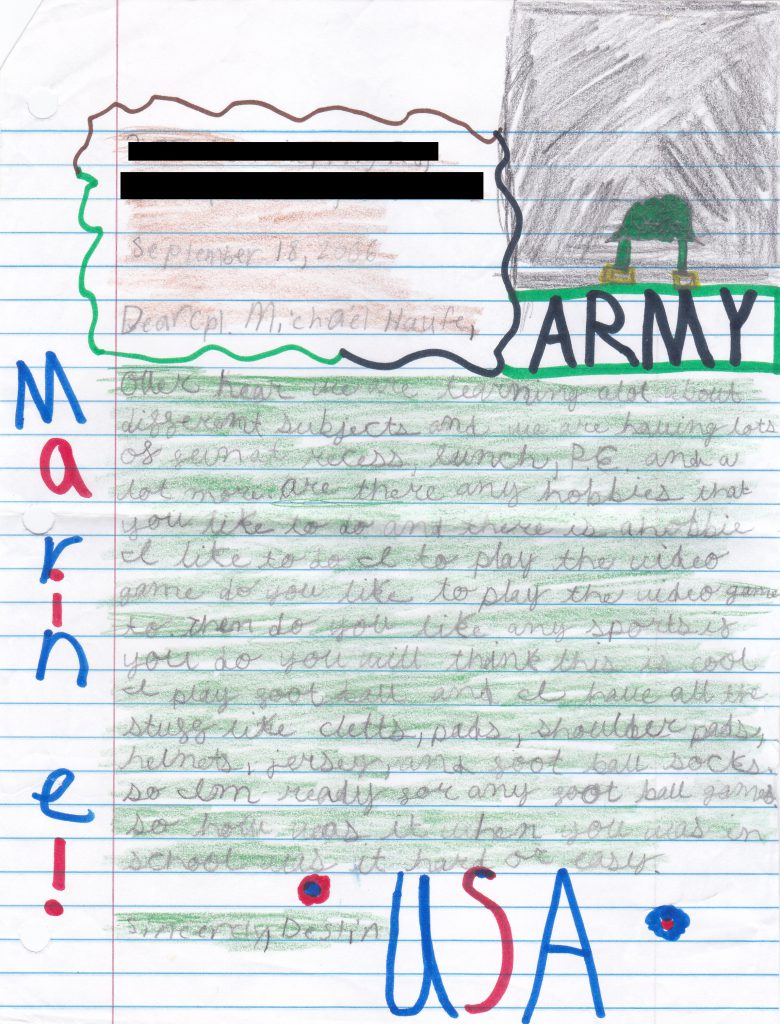 September 18, 2006
Dear Cpl. Michael Haufe,
ARMY
Marine!
Over hear we are learning alot about
different subjects and we are having lots
of fun at recess, lunch, P.E. and a
lot more. are there any hobbies that
you like to do and there is a hobbie
I like to do I to play the video
game do you like to play the video game
to. Then do you like any sports if
you do you will think this is cool
I play foot ball and I have all the
stuff like cletts, pads, shoulder pads,
helmets, jersey, and foot ball socks.
so Im ready for any foot ball games
so how was it when you was in
school was it hard or easy.
Sincerely, Destin
USA